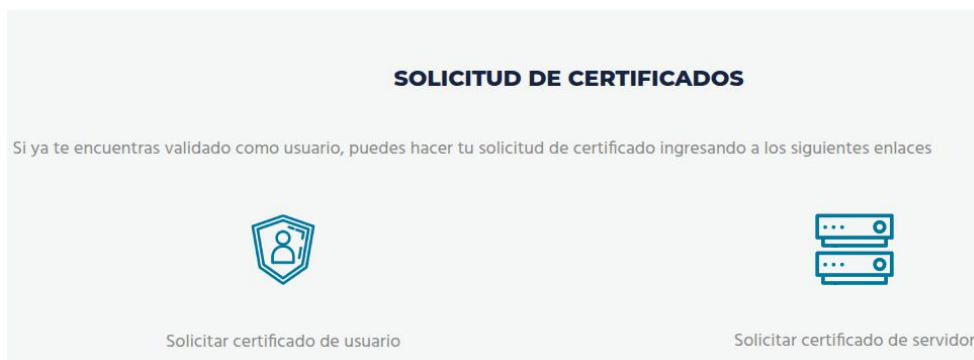 SOLICITUD DE CERTIFICADOS
Si ya te encuentras validado como usuario, puedes hacer tu solicitud de certificado ingresando a los siguientes enlaces
Solicitar certificado de usuario
Solicitar certificado de servidor